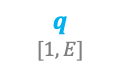 q
[1, E]